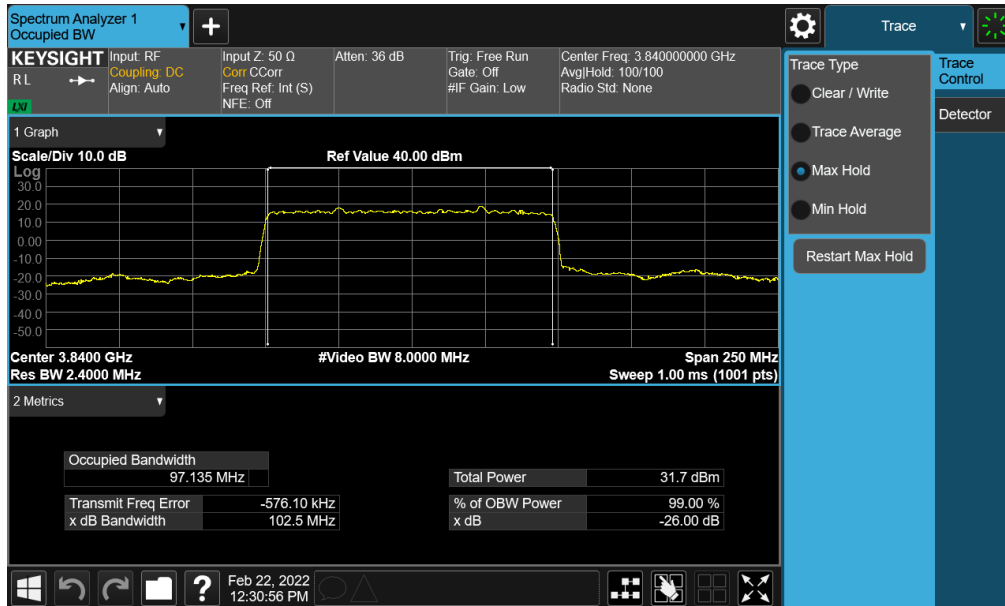 Spectrum Analyzer 1
Occupied BW
+
Trace
KEYSIGHT
R L
LXI
Input: RF
Coupling: DC
Align: Auto
Input Z: 50 Ω
Corr CCorr
Freq Ref: Int (S)
NFE: Off
Atten: 36 dB
Trig: Free Run
Gate: Off
#IF Gain: Low
Center Freq: 3.840000000 GHz
Avg|Hold: 100/100
Radio Std: None
Trace Type
Clear / Write
Trace Average
Max Hold
Min Hold
Restart Max Hold
Trace
Control
Detector
1 Graph
Scale/Div 10.0 dB
Ref Value 40.00 dBm
Log
30.0
20.0
10.0
0.00
-10.0
-20.0
-30.0
-40.0
-50.0
Center 3.8400 GHz
#Video BW 8.0000 MHz
Span 250 MHz
Res BW 2.4000 MHz
Sweep 1.00 ms (1001 pts)
2 Metrics
Occupied Bandwidth
97.135 MHz
Total Power 31.7 dBm
Transmit Freq Error -576.10 kHz
% of OBW Power 99.00 %
x dB Bandwidth 102.5 MHz
x dB -26.00 dB
?
Feb 22, 2022
12:30:56 PM